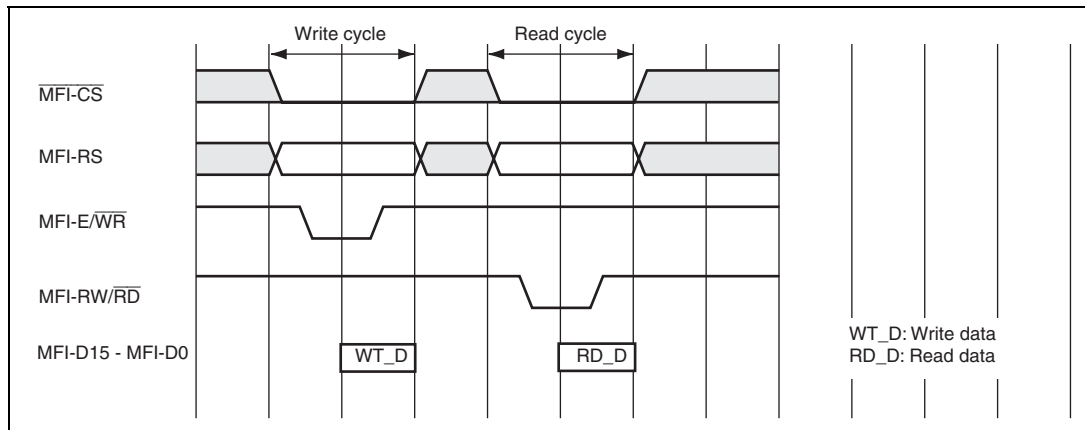 Write cycle
Read cycle
MFI-CS
MFI-RS
MFI-E/WR
MFI-RW/RD
MFI-D15 - MFI-D0
WT_D
RD_D
WT_D: Write data
RD_D: Read data